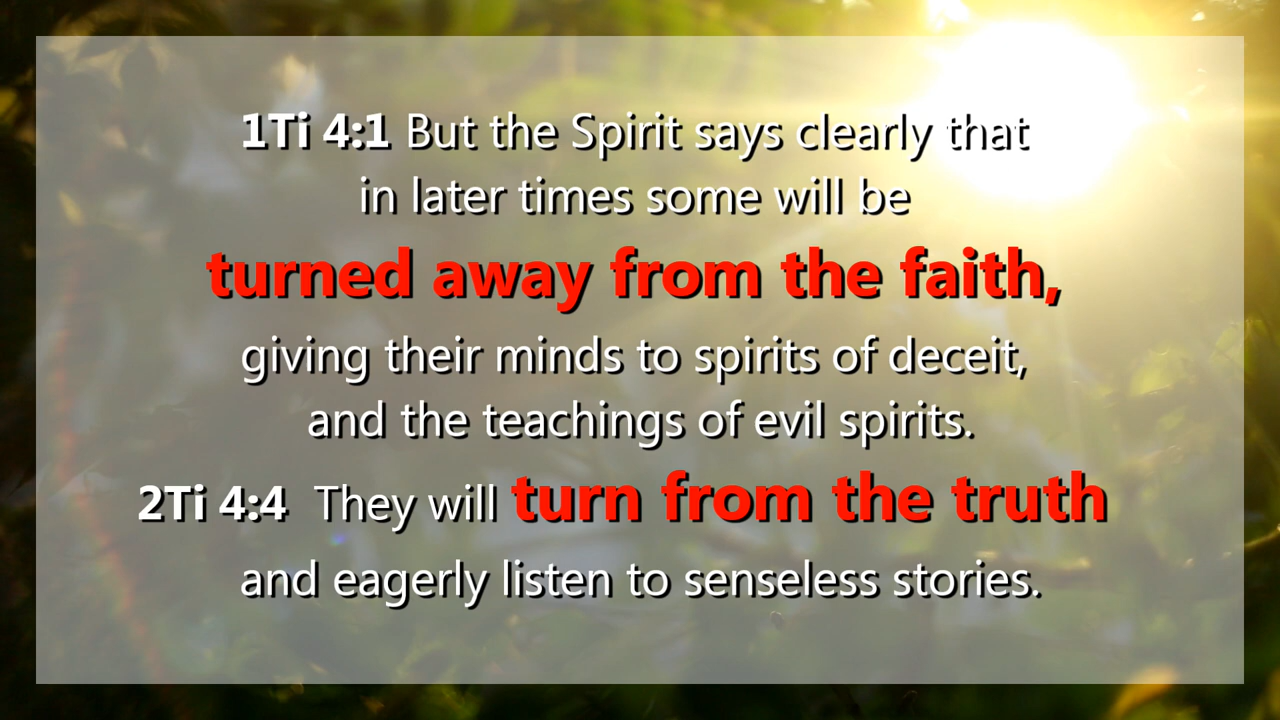 1Ti 4:1 But the Spirit says clearly that
in later times some will be
turned away from the faith,
giving their minds to spirits of deceit,
and the teachings of evil spirits.
2Ti 4:4 They will turn from the truth
and eagerly listen to senseless stories.